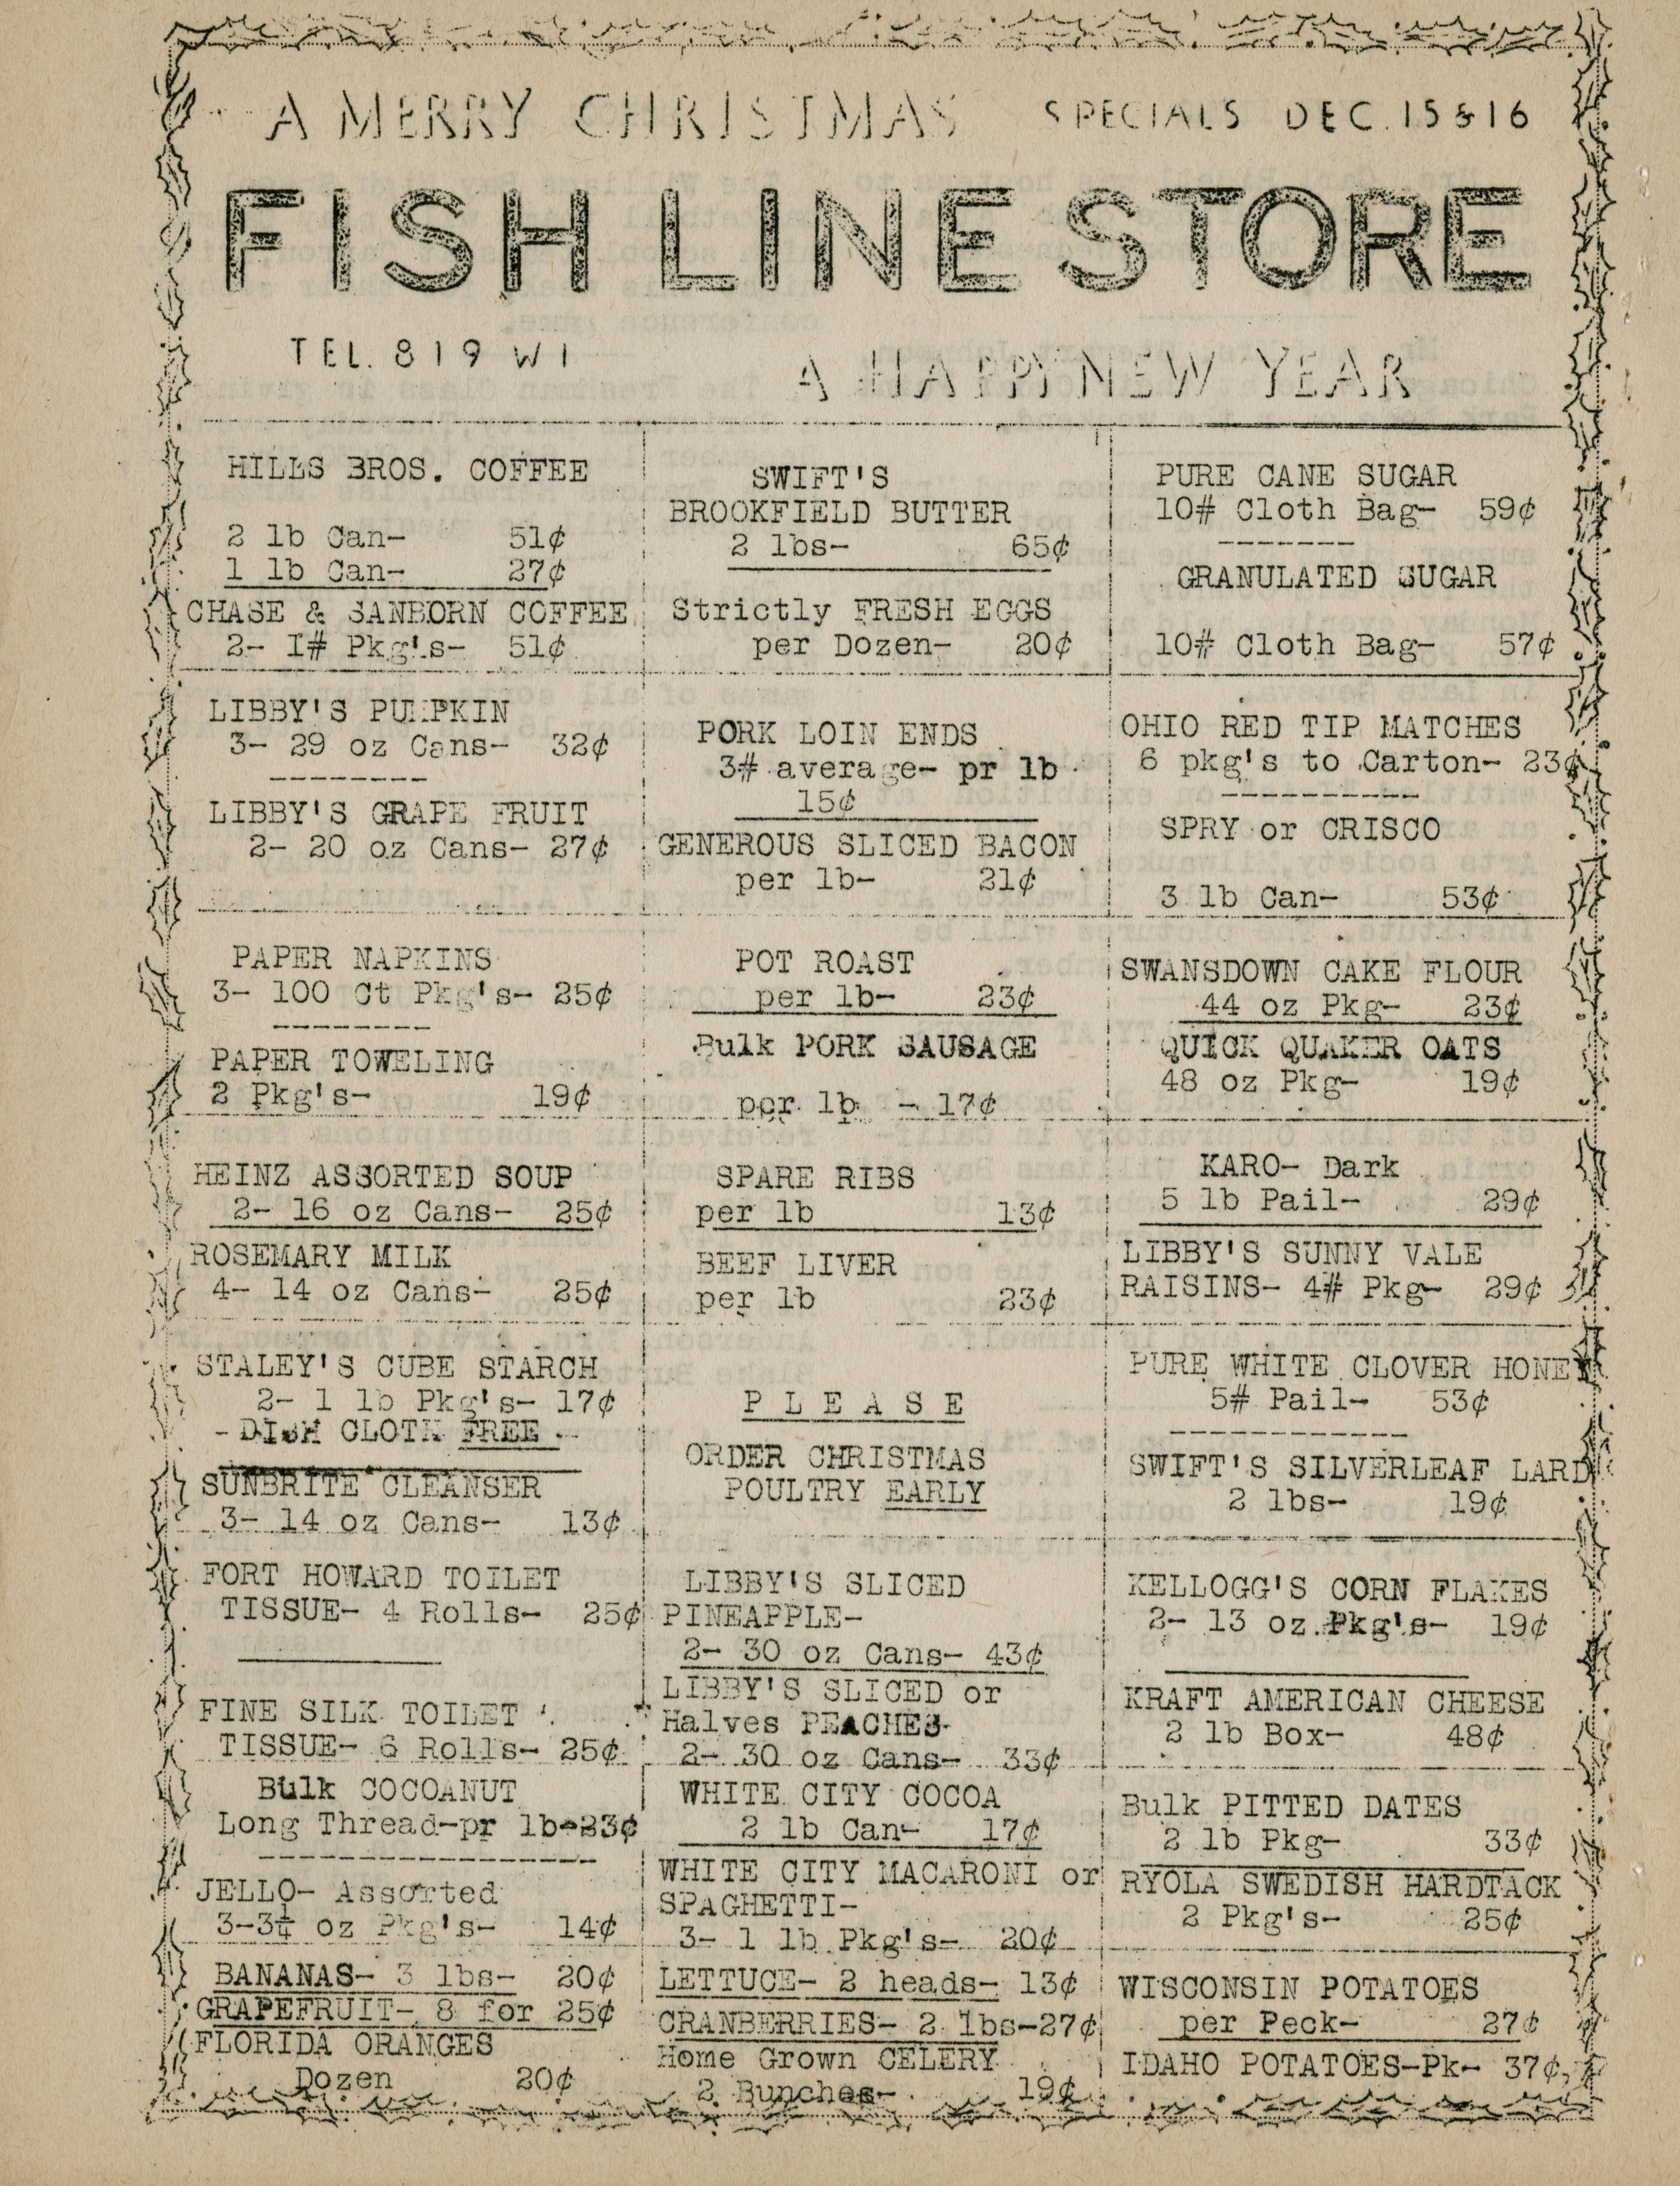 A MERRY CHRISTMAS SPECIALS DEC. 15 & 16
FISH LINE STORE
TEL. 819 W1
A HAPPY NEW YEAR
HILLS BROS. COFFEE
2 lb Can- 51¢
1 lb Can- 27¢
CHASE & SANBORN COFFEE
2- 1# Pkg's- 51¢
LIBBY'S PUMPKIN
3- 29 oz Cans- 32¢
--------
LIBBY'S GRAPE FRUIT
2- 20 oz Cans- 27¢
PAPER NAPKINS
3- 100 Ct Pkg's- 25¢
--------
PAPER TOWELING
2 Pkg's- 19¢
HEINZ ASSORTED SOUP
2- 16 oz Cans- 25¢
ROSEMARY MILK
4- 14 oz Cans- 25¢
STALEY'S CUBE STARCH
2- 1 lb Pkg's- 17¢
- DISH CLOTH FREE -
SUNBRITE CLEANSER
3- 14 oz Cans- 13¢
FORT HOWARD TOILET
TISSUE- 4 Rolls- 25¢
FINE SILK TOILET
TISSUE- 6 Rolls- 25¢
Bulk COCOANUT
Long Thread-pr lb-23¢
-----------------
JELLO- Assorted
3-3¼ oz Pkg's- 14¢
BANANAS- 3 lbs- 20¢
GRAPEFRUIT- 8 for 25¢
FLORIDA ORANGES
Dozen 20¢
SWIFT'S
BROOKFIELD BUTTER
2 lbs- 65¢
Strictly FRESH EGGS
per Dozen- 20¢
PORK LOIN ENDS
3# average- pr lb
15¢
GENEROUS SLICED BACON
per lb- 21¢
POT ROAST
per lb- 23¢
Bulk PORK SAUSAGE
per lb - 17¢
SPARE RIBS
per lb 13¢
BEEF LIVER
per lb 23¢
P L E A S E
ORDER CHRISTMAS
POULTRY EARLY
LIBBY'S SLICED
PINEAPPLE-
2- 30 oz Cans- 43¢
LIBBY'S SLICED or
Halves PEACHES
2- 30 oz Cans- 33¢
WHITE CITY COCOA
2 lb Can- 17¢
WHITE CITY MACARONI or
SPAGHETTI-
3- 1 lb Pkg's- 20¢
LETTUCE- 2 heads- 13¢
CRANBERRIES- 2 lbs-27¢
Home Grown CELERY
2 Bunches- 19¢
PURE CANE SUGAR
10# Cloth Bag- 59¢
-------
GRANULATED SUGAR
10# Cloth Bag- 57¢
OHIO RED TIP MATCHES
6 pkg's to Carton- 23¢
----------
SPRY or CRISCO
3 lb Can- 53¢
SWANSDOWN CAKE FLOUR
44 oz Pkg- 23¢
QUICK QUAKER OATS
48 oz Pkg- 19¢
KARO- Dark
5 lb Pail- 29¢
LIBBY'S SUNNY VALE
RAISINS- 4# Pkg- 29¢
PURE WHITE CLOVER HONEY
5# Pail- 53¢
------------
SWIFT'S SILVERLEAF LARD
2 lbs- 19¢
KELLOGG'S CORN FLAKES
2- 13 oz Pkg's- 19¢
KRAFT AMERICAN CHEESE
2 lb Box- 48¢
Bulk PITTED DATES
2 lb Pkg- 33¢
RYOLA SWEDISH HARDTACK
2 Pkg's- 25¢
WISCONSIN POTATOES
per Peck- 27¢
IDAHO POTATOES-Pk- 37¢